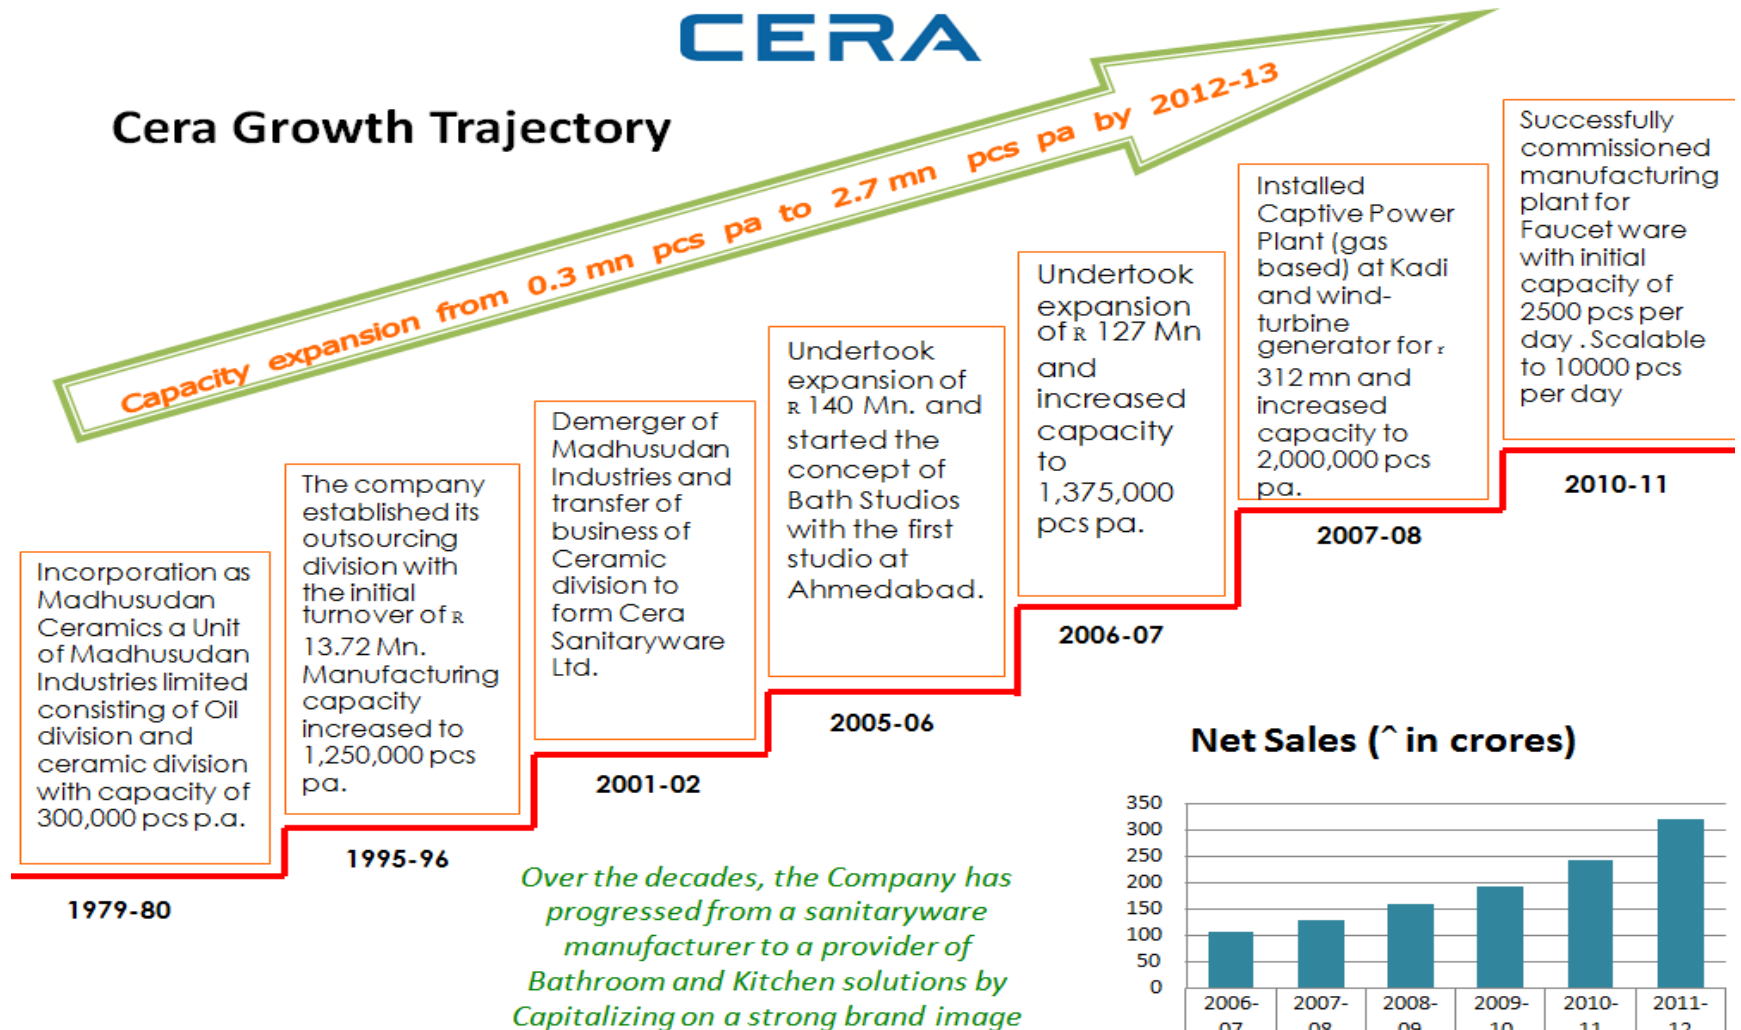 CERA
Cera Growth Trajectory
Capacity expansion from 0.3 mn pcs pa to 2.7 mn pcs pa by 2012-13
Incorporation as
Madhusudan
Ceramics a Unit
of Madhusudan
Industries limited
consisting of Oil
division and
ceramic division
with capacity of
300,000 pcs p.a.
1979-80
The company
established its
outsourcing
division with
the initial
turnover of R
13.72 Mn.
Manufacturing
capacity
increased to
1,250,000 pcs
pa.
1995-96
Demerger of
Madhusudan
Industries and
transfer of
business of
Ceramic
division to
form Cera
Sanitaryware
Ltd.
2001-02
Undertook
expansion of
R 140 Mn. and
started the
concept of
Bath Studios
with the first
studio at
Ahmedabad.
2005-06
Undertook
expansion
of R 127 Mn
and
increased
capacity
to
1,375,000
pcs pa.
2006-07
Installed
Captive Power
Plant (gas
based) at Kadi
and wind-
turbine
generator for r
312 mn and
increased
capacity to
2,000,000 pcs
pa.
2007-08
Successfully
commissioned
manufacturing
plant for
Faucet ware
with initial
capacity of
2500 pcs per
day . Scalable
to 10000 pcs
per day
2010-11
Over the decades, the Company has
progressed from a sanitaryware
manufacturer to a provider of
Bathroom and Kitchen solutions by
Capitalizing on a strong brand image
Net Sales (^ in crores)
350
300
250
200
150
100
50
0
2006- 2007- 2008- 2009- 2010- 2011-
07 08 09 10 11 12